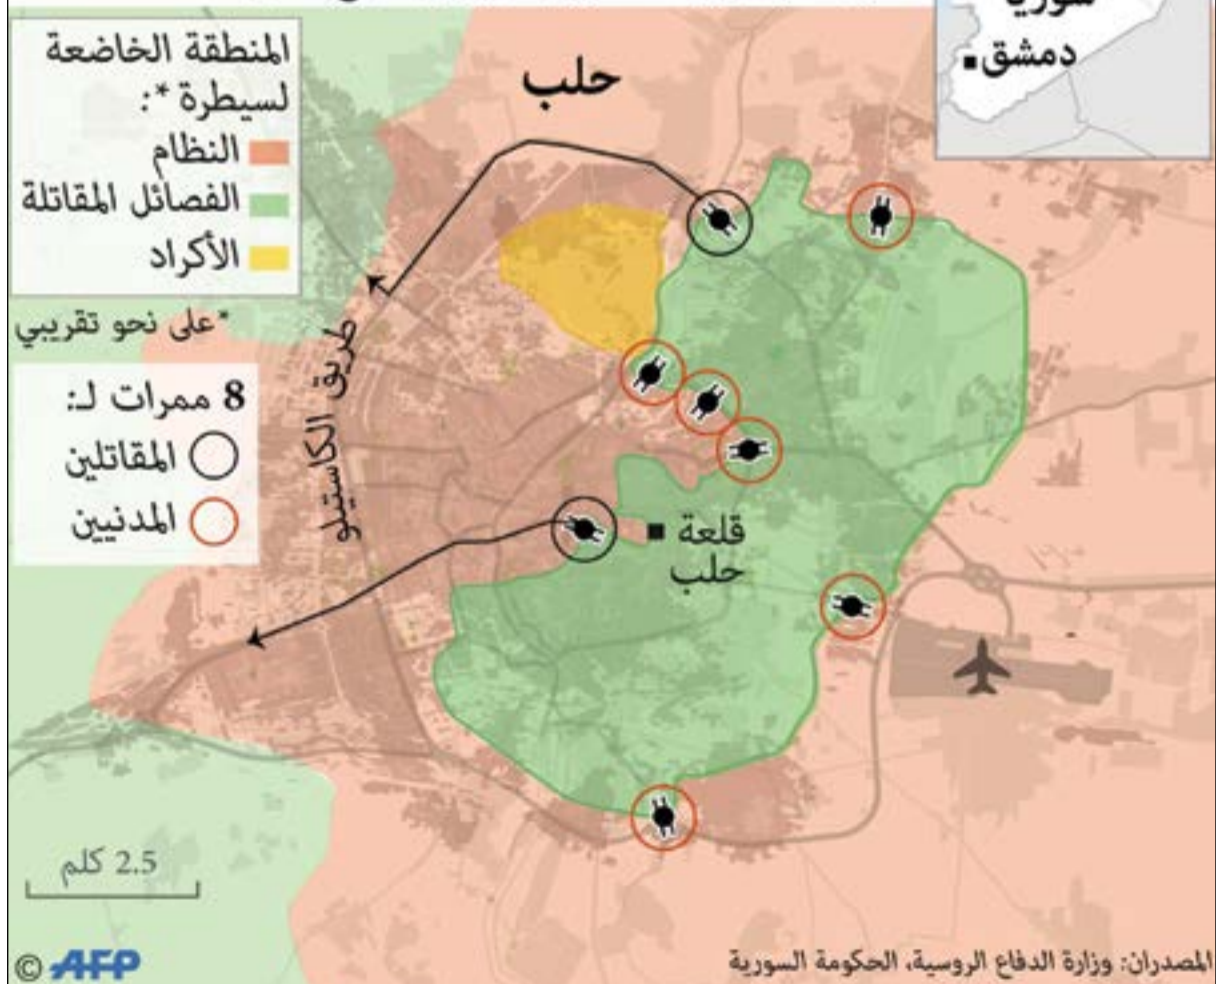 سوريا
دمشق
حلب
المنطقة الخاضعة
لسيطرة*:
النظام
الفصائل المقاتلة
الأكراد
*على نحو تقريبي
8 ممرات لـ:
المقاتلين
المدنيين
طريق الكاستيلو
قلعة
حلب
2.5 كلم
© AFP
المصدران: وزارة الدفاع الروسية، الحكومة السورية